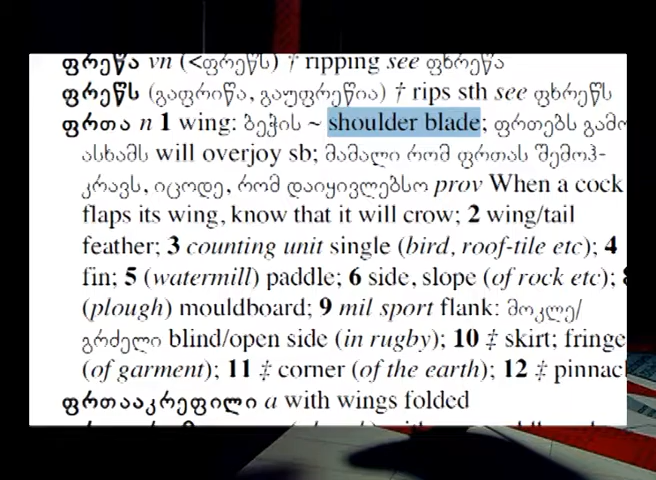 ფრეწა vn (<ფრეწს) † ripping see ფხრეწა
ფრეწს (გაფრიწა, გაუფრეწია) † rips sth see ფხრეწს
ფრთა n 1 wing: ბეჭის ~ shoulder blade; ფრთებს გამო
ასხამს will overjoy sb; მამალი რომ ფრთას შემოჰ-
კრავს, იცოდე, რომ დაიყივლებსო prov When a cock
flaps its wing, know that it will crow; 2 wing/tail
feather; 3 counting unit single (bird, roof-tile etc); 4
fin; 5 (watermill) paddle; 6 side, slope (of rock etc);
(plough) mouldboard; 9 mil sport flank: მოკლე/
გრძელი blind/open side (in rugby); 10 ‡ skirt; fringe
(of garment); 11 ‡ corner (of the earth); 12 ‡ pinnac
ფრთააკრეფილი a with wings folded